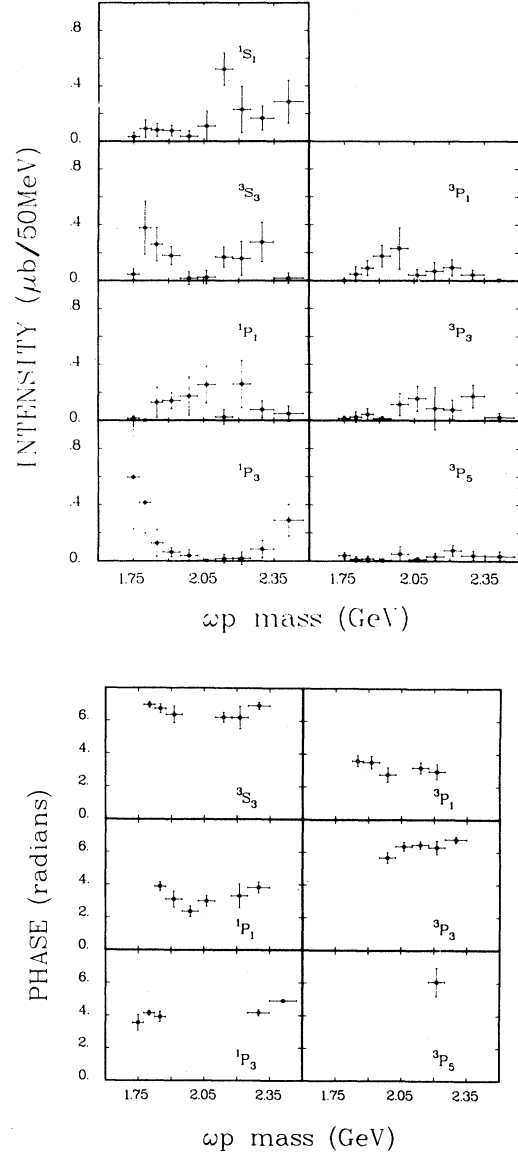 .8
.4
0.
¹S₁
.8
.4
0.
³S₃
³P₁
.8
.4
0.
¹P₁
³P₃
.8
.4
0.
¹P₃
³P₅
INTENSITY (μb/50MeV)
1.75 2.05 2.35 1.75 2.05 2.35
ωp mass (GeV)
6.
4.
2.
0.
³S₃
³P₁
6.
4.
2.
0.
¹P₁
³P₃
6.
4.
2.
0.
¹P₃
³P₅
PHASE (radians)
1.75 2.05 2.35 1.75 2.05 2.35
ωp mass (GeV)